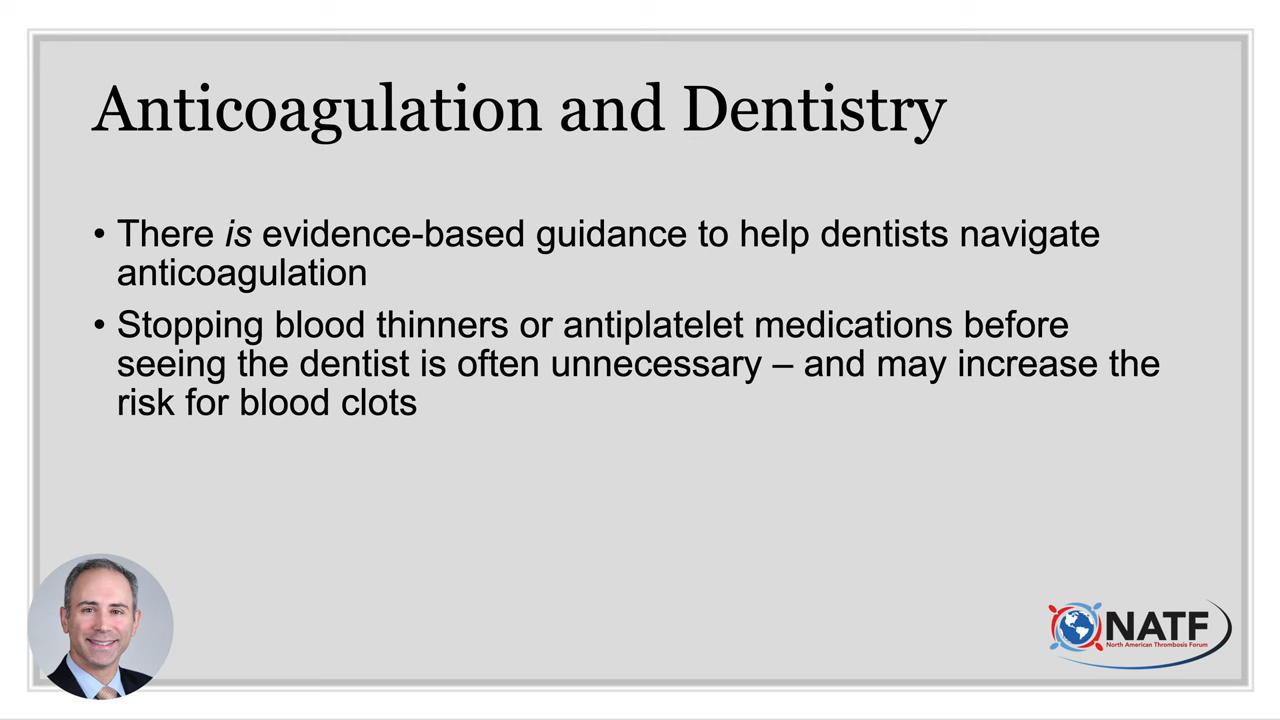 Anticoagulation and Dentistry
• There is evidence-based guidance to help dentists navigate
anticoagulation
• Stopping blood thinners or antiplatelet medications before
seeing the dentist is often unnecessary – and may increase the
risk for blood clots
NATF
North American Thrombosis Forum